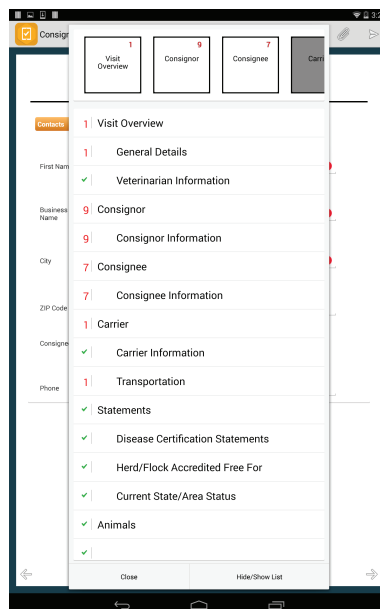 3:2
Consigr
1
Visit
Overview
9
Consignor
7
Consignee
Carri
Contacts
First Nam
Business
Name
City
ZIP Code
Consigne
Phone
1 Visit Overview
1 General Details
Veterinarian Information
9 Consignor
9 Consignor Information
7 Consignee
7 Consignee Information
1 Carrier
Carrier Information
1 Transportation
Statements
Disease Certification Statements
Herd/Flock Accredited Free For
Current State/Area Status
Animals
Close
Hide/Show List